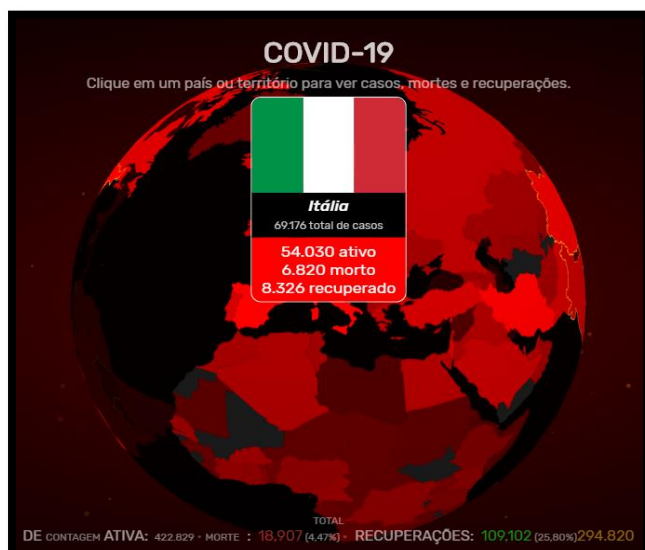 COVID-19
Clique em um país ou território para ver casos, mortes e recuperações.
Itália
69.176 total de casos
54.030 ativo
6.820 morto
8.326 recuperado
TOTAL
DE CONTAGEM ATIVA: 422.829 • MORTE : 18,907 (4,47%) • RECUPERAÇÕES: 109,102 (25,80%)294.820